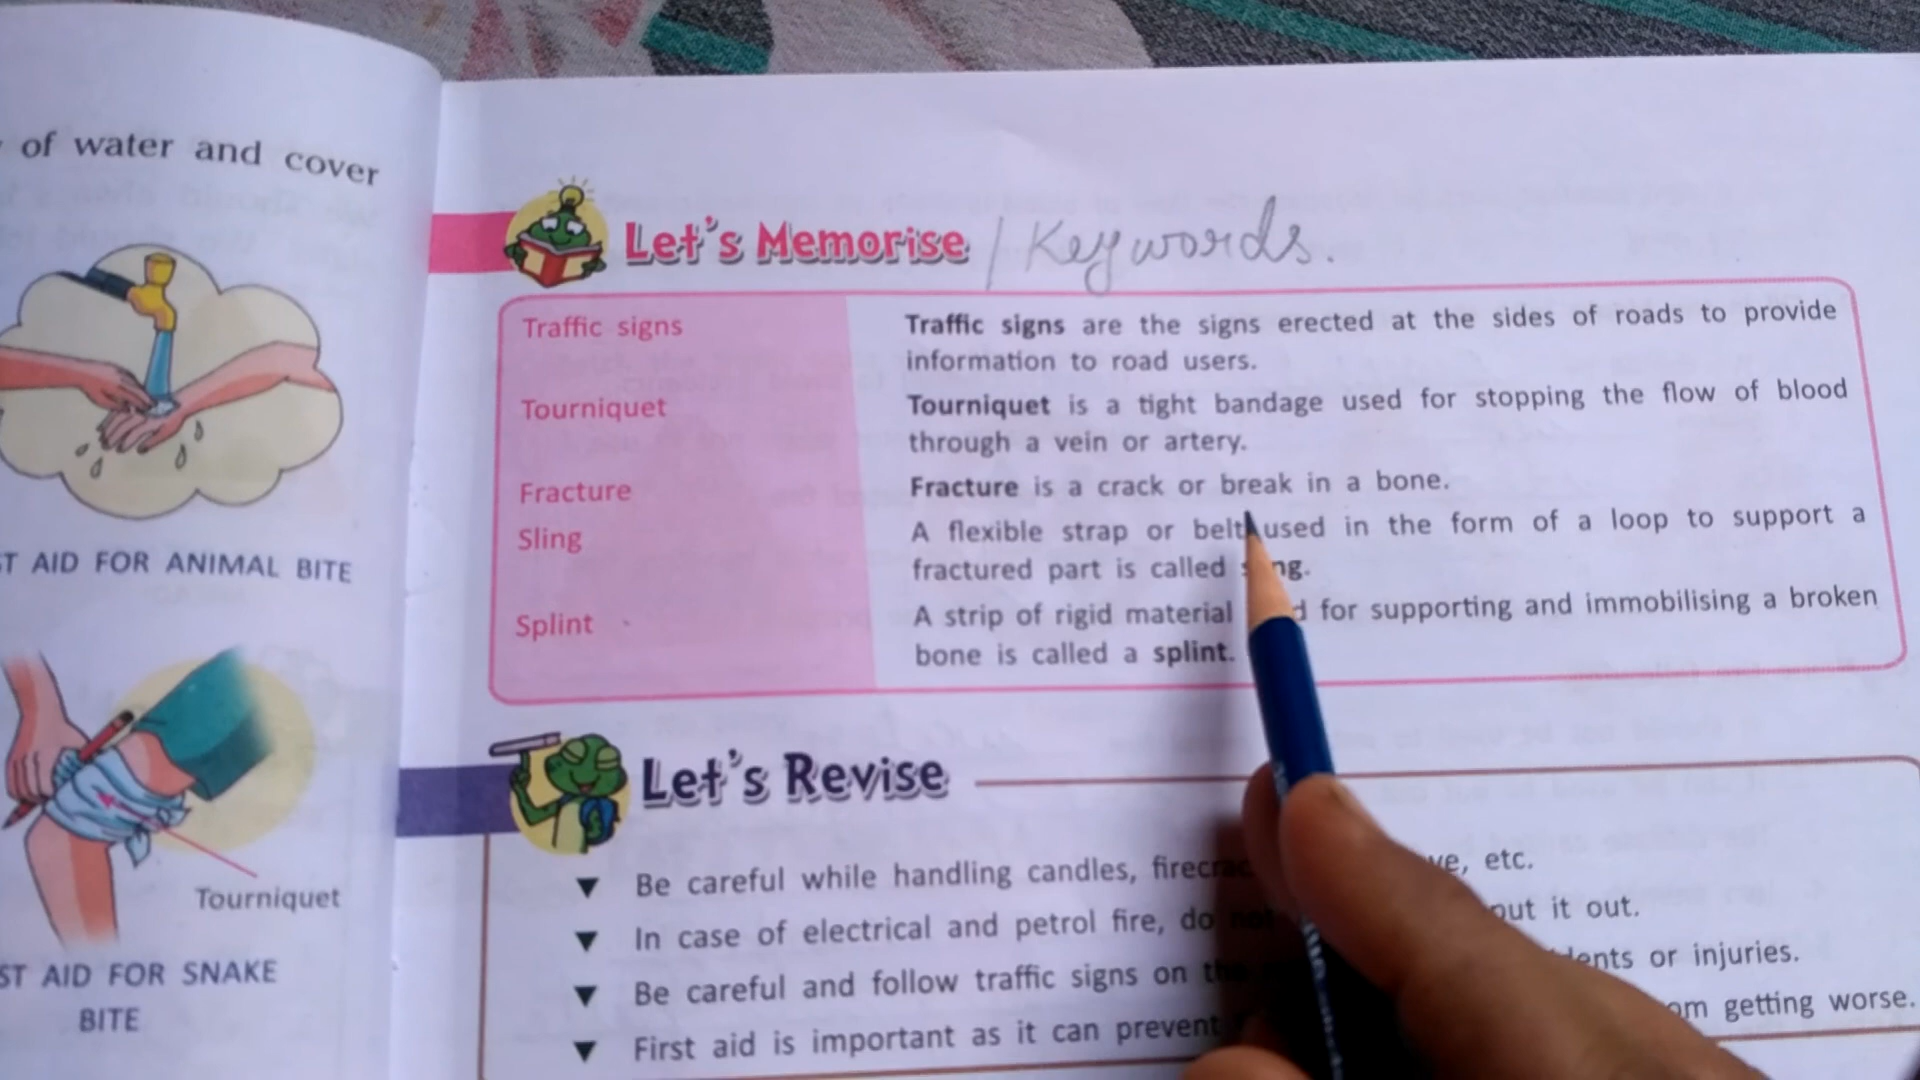 of water and cover
T AID FOR ANIMAL BITE
Tourniquet
ST AID FOR SNAKE
BITE
Let's Memorise / Keywords.
Traffic signs
Traffic signs are the signs erected at the sides of roads to provide
information to road users.
Tourniquet
Tourniquet is a tight bandage used for stopping the flow of blood
through a vein or artery.
Fracture
Fracture is a crack or break in a bone.
Sling
A flexible strap or belt used in the form of a loop to support a
fractured part is called
Splint
A strip of rigid material for supporting and immobilising a broken
bone is called a splint.
Let's Revise
▼ Be careful while handling candles, etc.
▼ In case of electrical and petrol fire, do put it out.
▼ Be careful and follow traffic signs on or injuries.
▼ First aid is important as it can prevent getting worse.